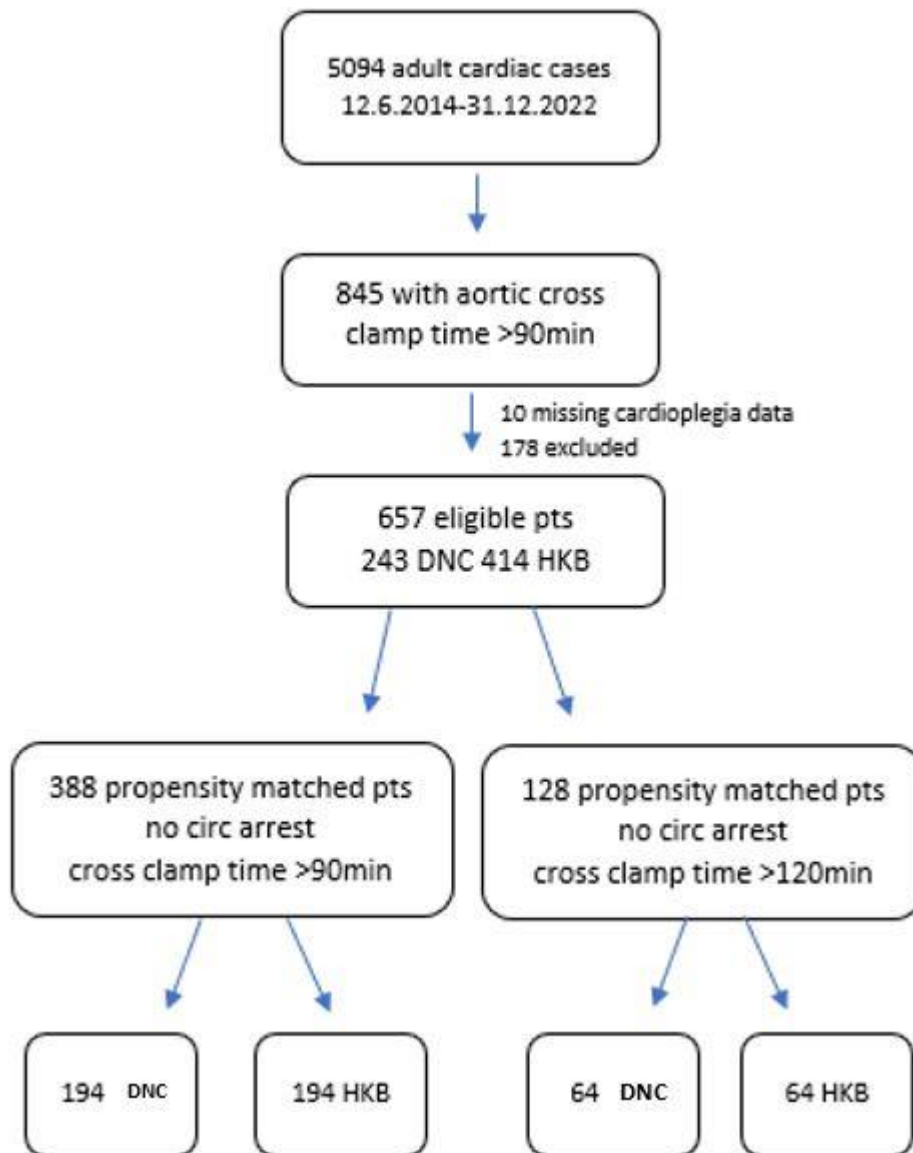 5094 adult cardiac cases
12.6.2014-31.12.2022
845 with aortic cross
clamp time >90min
10 missing cardioplegia data
178 excluded
657 eligible pts
243 DNC 414 HKB
388 propensity matched pts
no circ arrest
cross clamp time >90min
128 propensity matched pts
no circ arrest
cross clamp time >120min
194 DNC
194 HKB
64 DNC
64 HKB